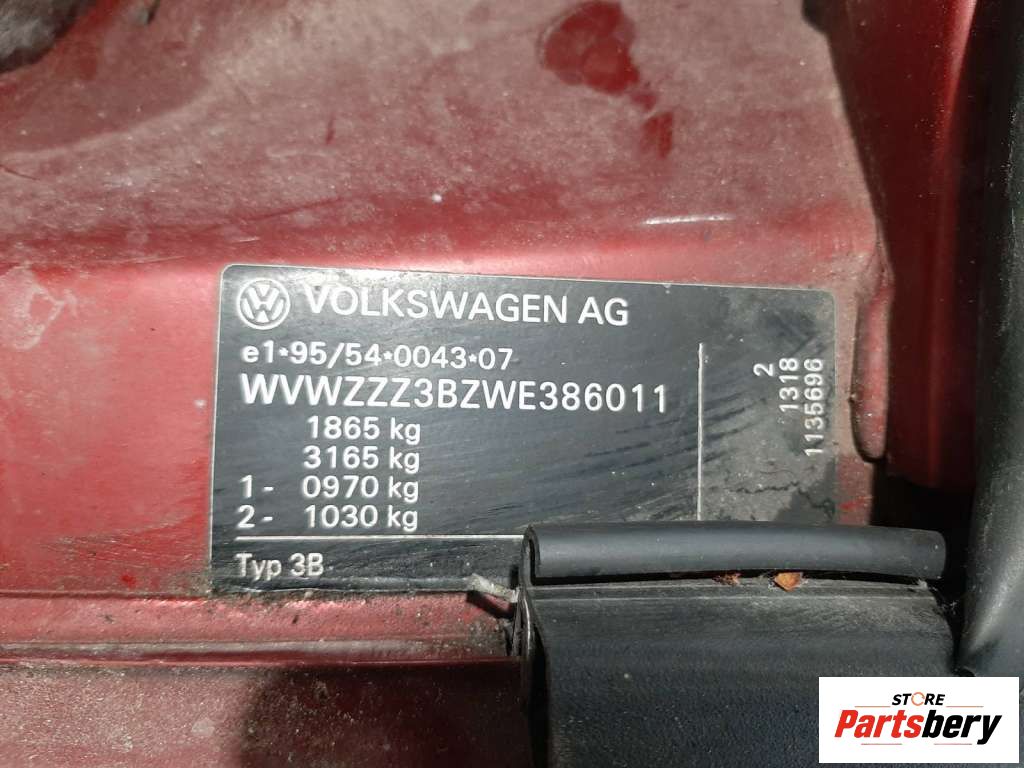 VOLKSWAGEN AG
e1*95/54*0043*07
WVWZZZ3BZWE386011
1865 kg
3165 kg
1- 0970 kg
2- 1030 kg
Typ 3B
2
1318
1135696
STORE
Partsbery